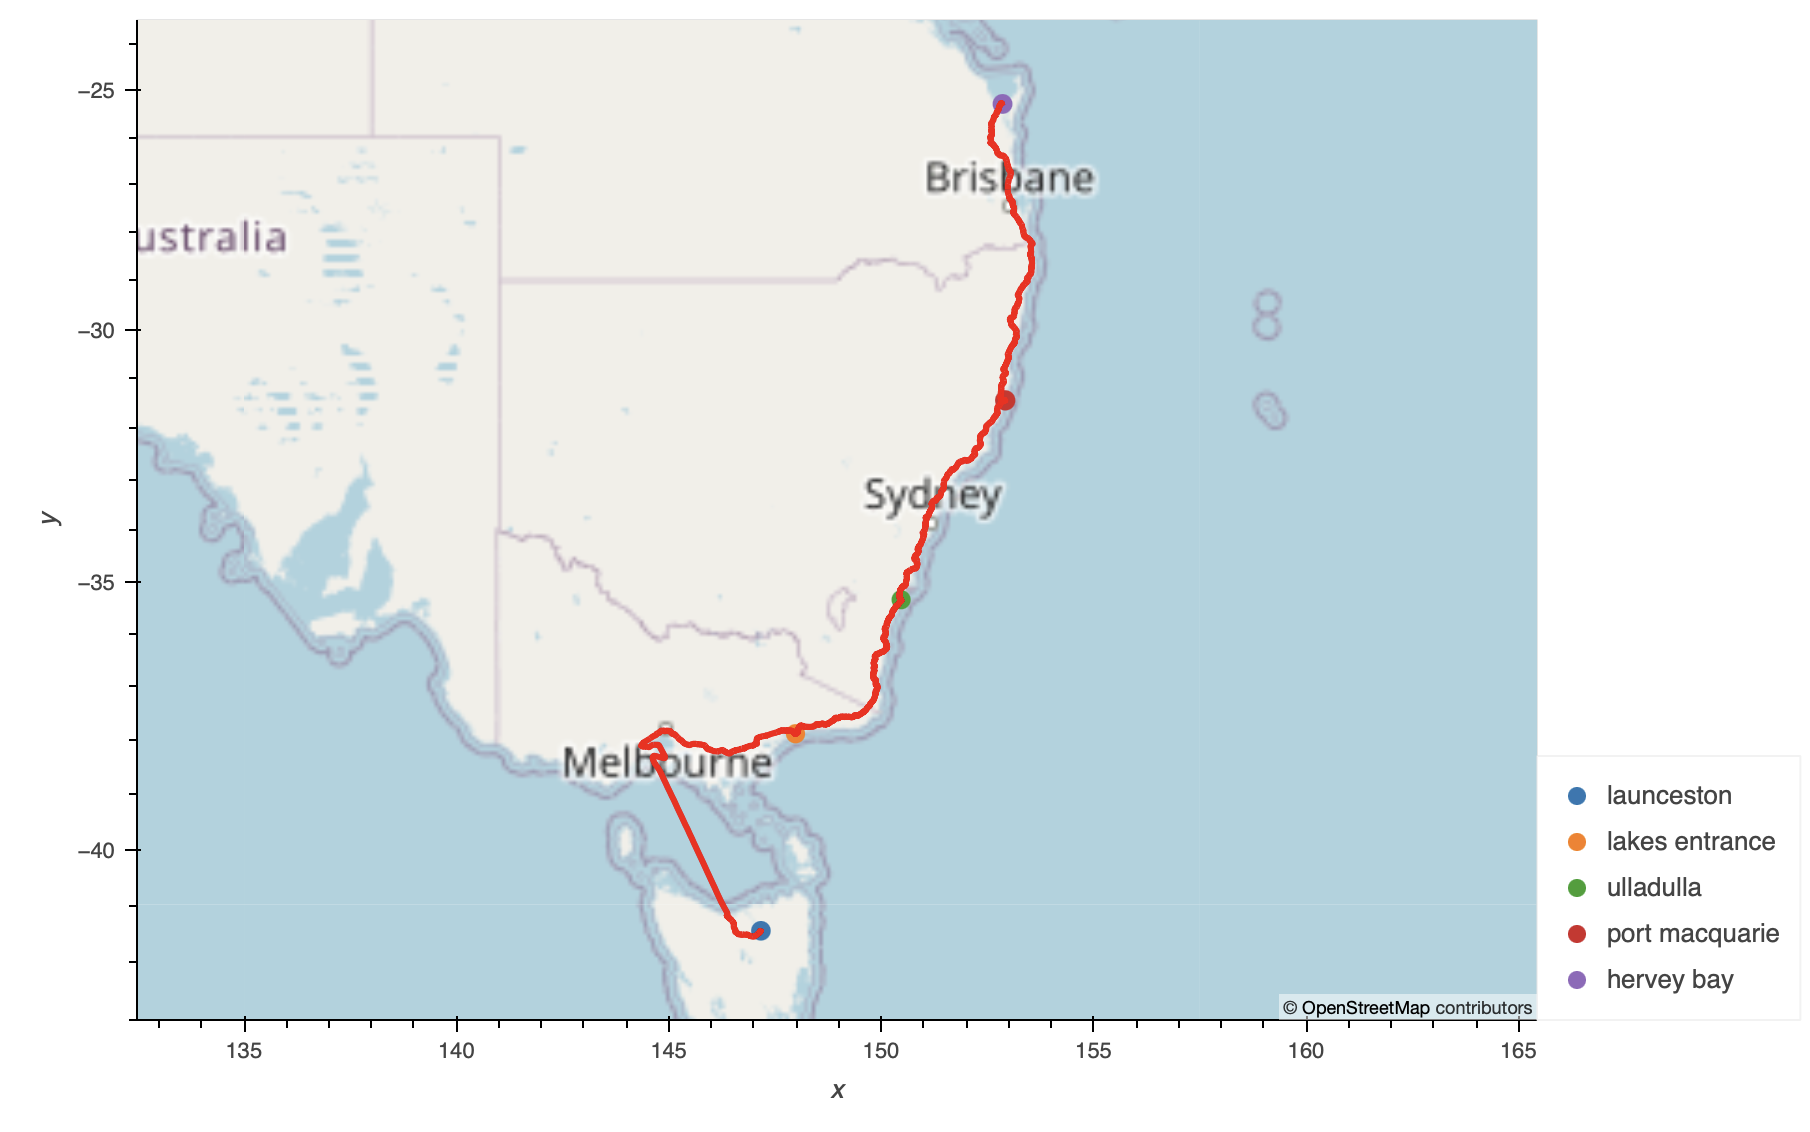 −25
−30
−35
−40
y
Brisbane
ustralia
Sydney
Melbourne
launceston
lakes entrance
ulladulla
port macquarie
hervey bay
© OpenStreetMap contributors
135 140 145 150 155 160 165
x